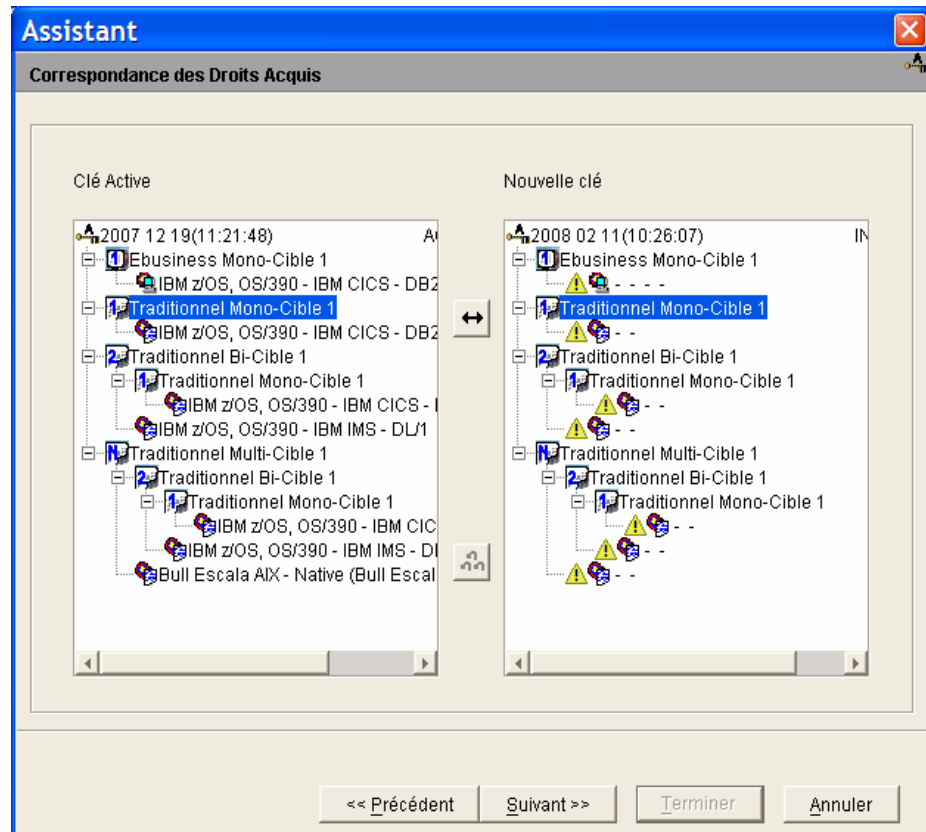 Assistant
Correspondance des Droits Acquis
Clé Active
2007 12 19(11:21:48)
Ebusiness Mono-Cible 1
IBM z/OS, OS/390 - IBM CICS - DB2
Traditionnel Mono-Cible 1
IBM z/OS, OS/390 - IBM CICS - DB2
Traditionnel Bi-Cible 1
Traditionnel Mono-Cible 1
IBM z/OS, OS/390 - IBM CICS -
IBM z/OS, OS/390 - IBM IMS - DL/1
Traditionnel Multi-Cible 1
Traditionnel Bi-Cible 1
Traditionnel Mono-Cible 1
IBM z/OS, OS/390 - IBM CIC
IBM z/OS, OS/390 - IBM IMS - DI
Bull Escala AIX - Native (Bull Escal
Nouvelle clé
2008 02 11(10:26:07) IN
Ebusiness Mono-Cible 1
- - - -
Traditionnel Mono-Cible 1
- -
Traditionnel Bi-Cible 1
Traditionnel Mono-Cible 1
- -
- -
Traditionnel Multi-Cible 1
Traditionnel Bi-Cible 1
Traditionnel Mono-Cible 1
- -
- -
- -
<< Précédent
Suivant >>
Terminer
Annuler